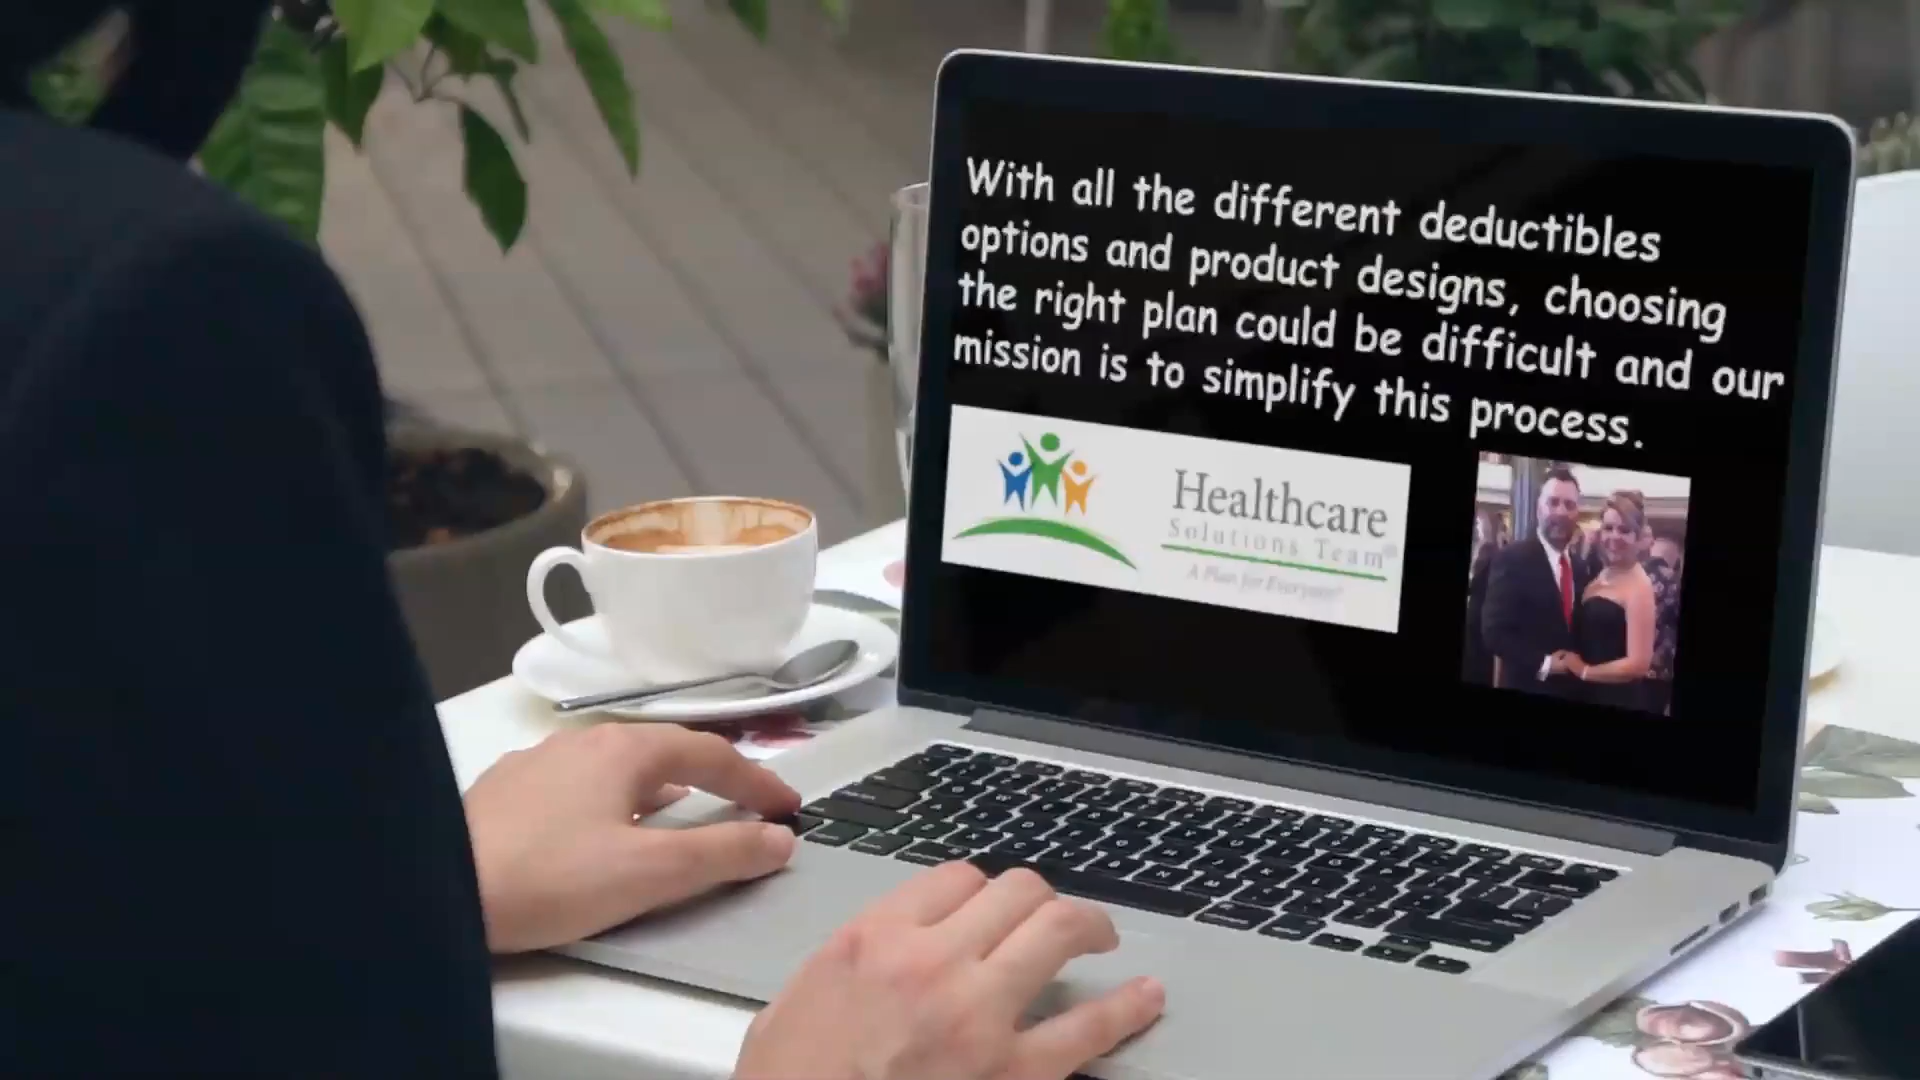 With all the different deductibles
options and product designs, choosing
the right plan could be difficult and our
mission is to simplify this process.
Healthcare
Solutions Team®
A Plan for Everyone